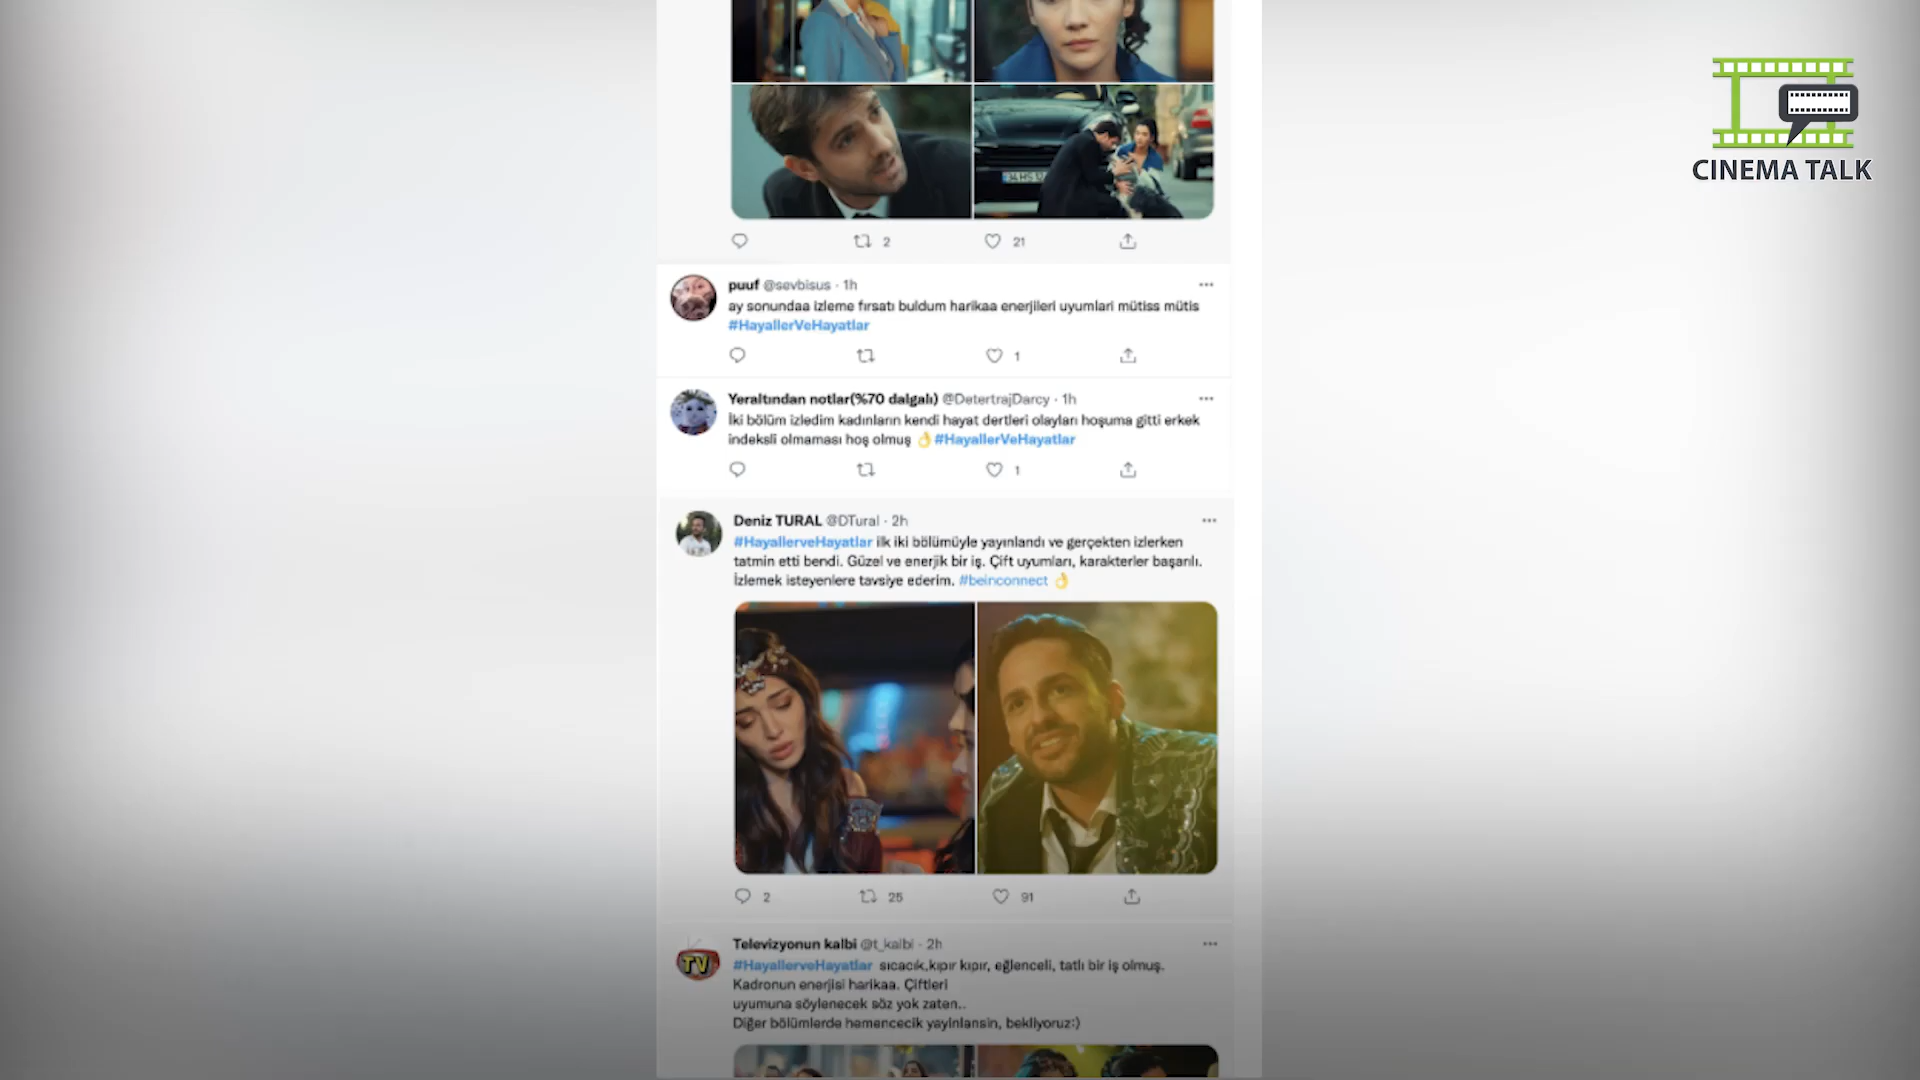 CINEMA TALK
2
21
puuf @sevbisus · 1h
ay sonundaa izleme fırsatı buldum harikaa enerjileri uyumlari mütiss mütis
#HayallerVeHayatlar
1
Yeraltından notlar(%70 dalgalı) @DetertrajDarcy · 1h
İki bölüm izledim kadınların kendi hayat dertleri olayları hoşuma gitti erkek
indeksli olmaması hoş olmuş 👌#HayallerVeHayatlar
1
Deniz TURAL @DTural · 2h
#HayallerveHayatlar ilk iki bölümüyle yayınlandı ve gerçekten izlerken
tatmin etti bendi. Güzel ve enerjik bir iş. Çift uyumları, karakterler başarılı.
İzlemek isteyenlere tavsiye ederim. #beinconnect 👌
2 25 91
TV
Televizyonun kalbi @t_kalbi · 2h
#HayallerveHayatlar sıcacık,kıpır kıpır, eğlenceli, tatlı bir iş olmuş.
Kadronun enerjisi harikaa. Çiftleri
uyumuna söylenecek söz yok zaten..
Diğer bölümlerde hemencecik yayinlansin, bekliyoruz:)